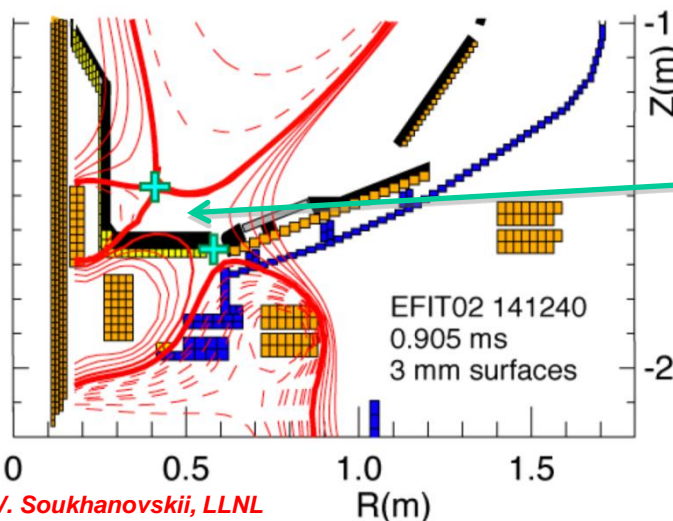 -1
Z(m)
EFIT02 141240
0.905 ms
3 mm surfaces
-2
0 0.5 1.0 1.5
R(m)
V. Soukhanovskii, LLNL